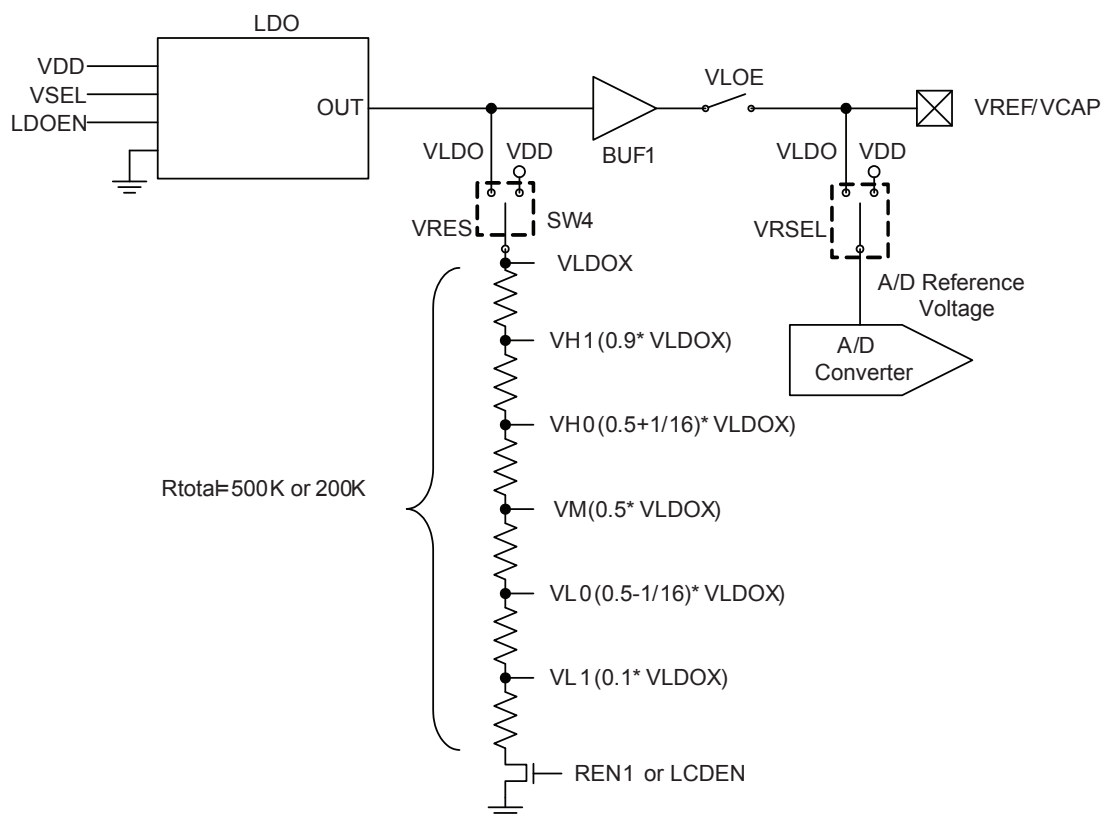 LDO
VDD
VSEL
LDOEN
OUT
VLOE
BUF1
VREF/VCAP
VLDO
VDD
VRES
SW4
VLDO
VDD
VRSEL
VLDOX
A/D Reference
Voltage
A/D
Converter
VH1(0.9* VLDOX)
VH0(0.5+1/16)* VLDOX)
Rtotal=500K or 200K
VM(0.5* VLDOX)
VL0(0.5-1/16)* VLDOX)
VL1(0.1* VLDOX)
REN1 or LCDEN